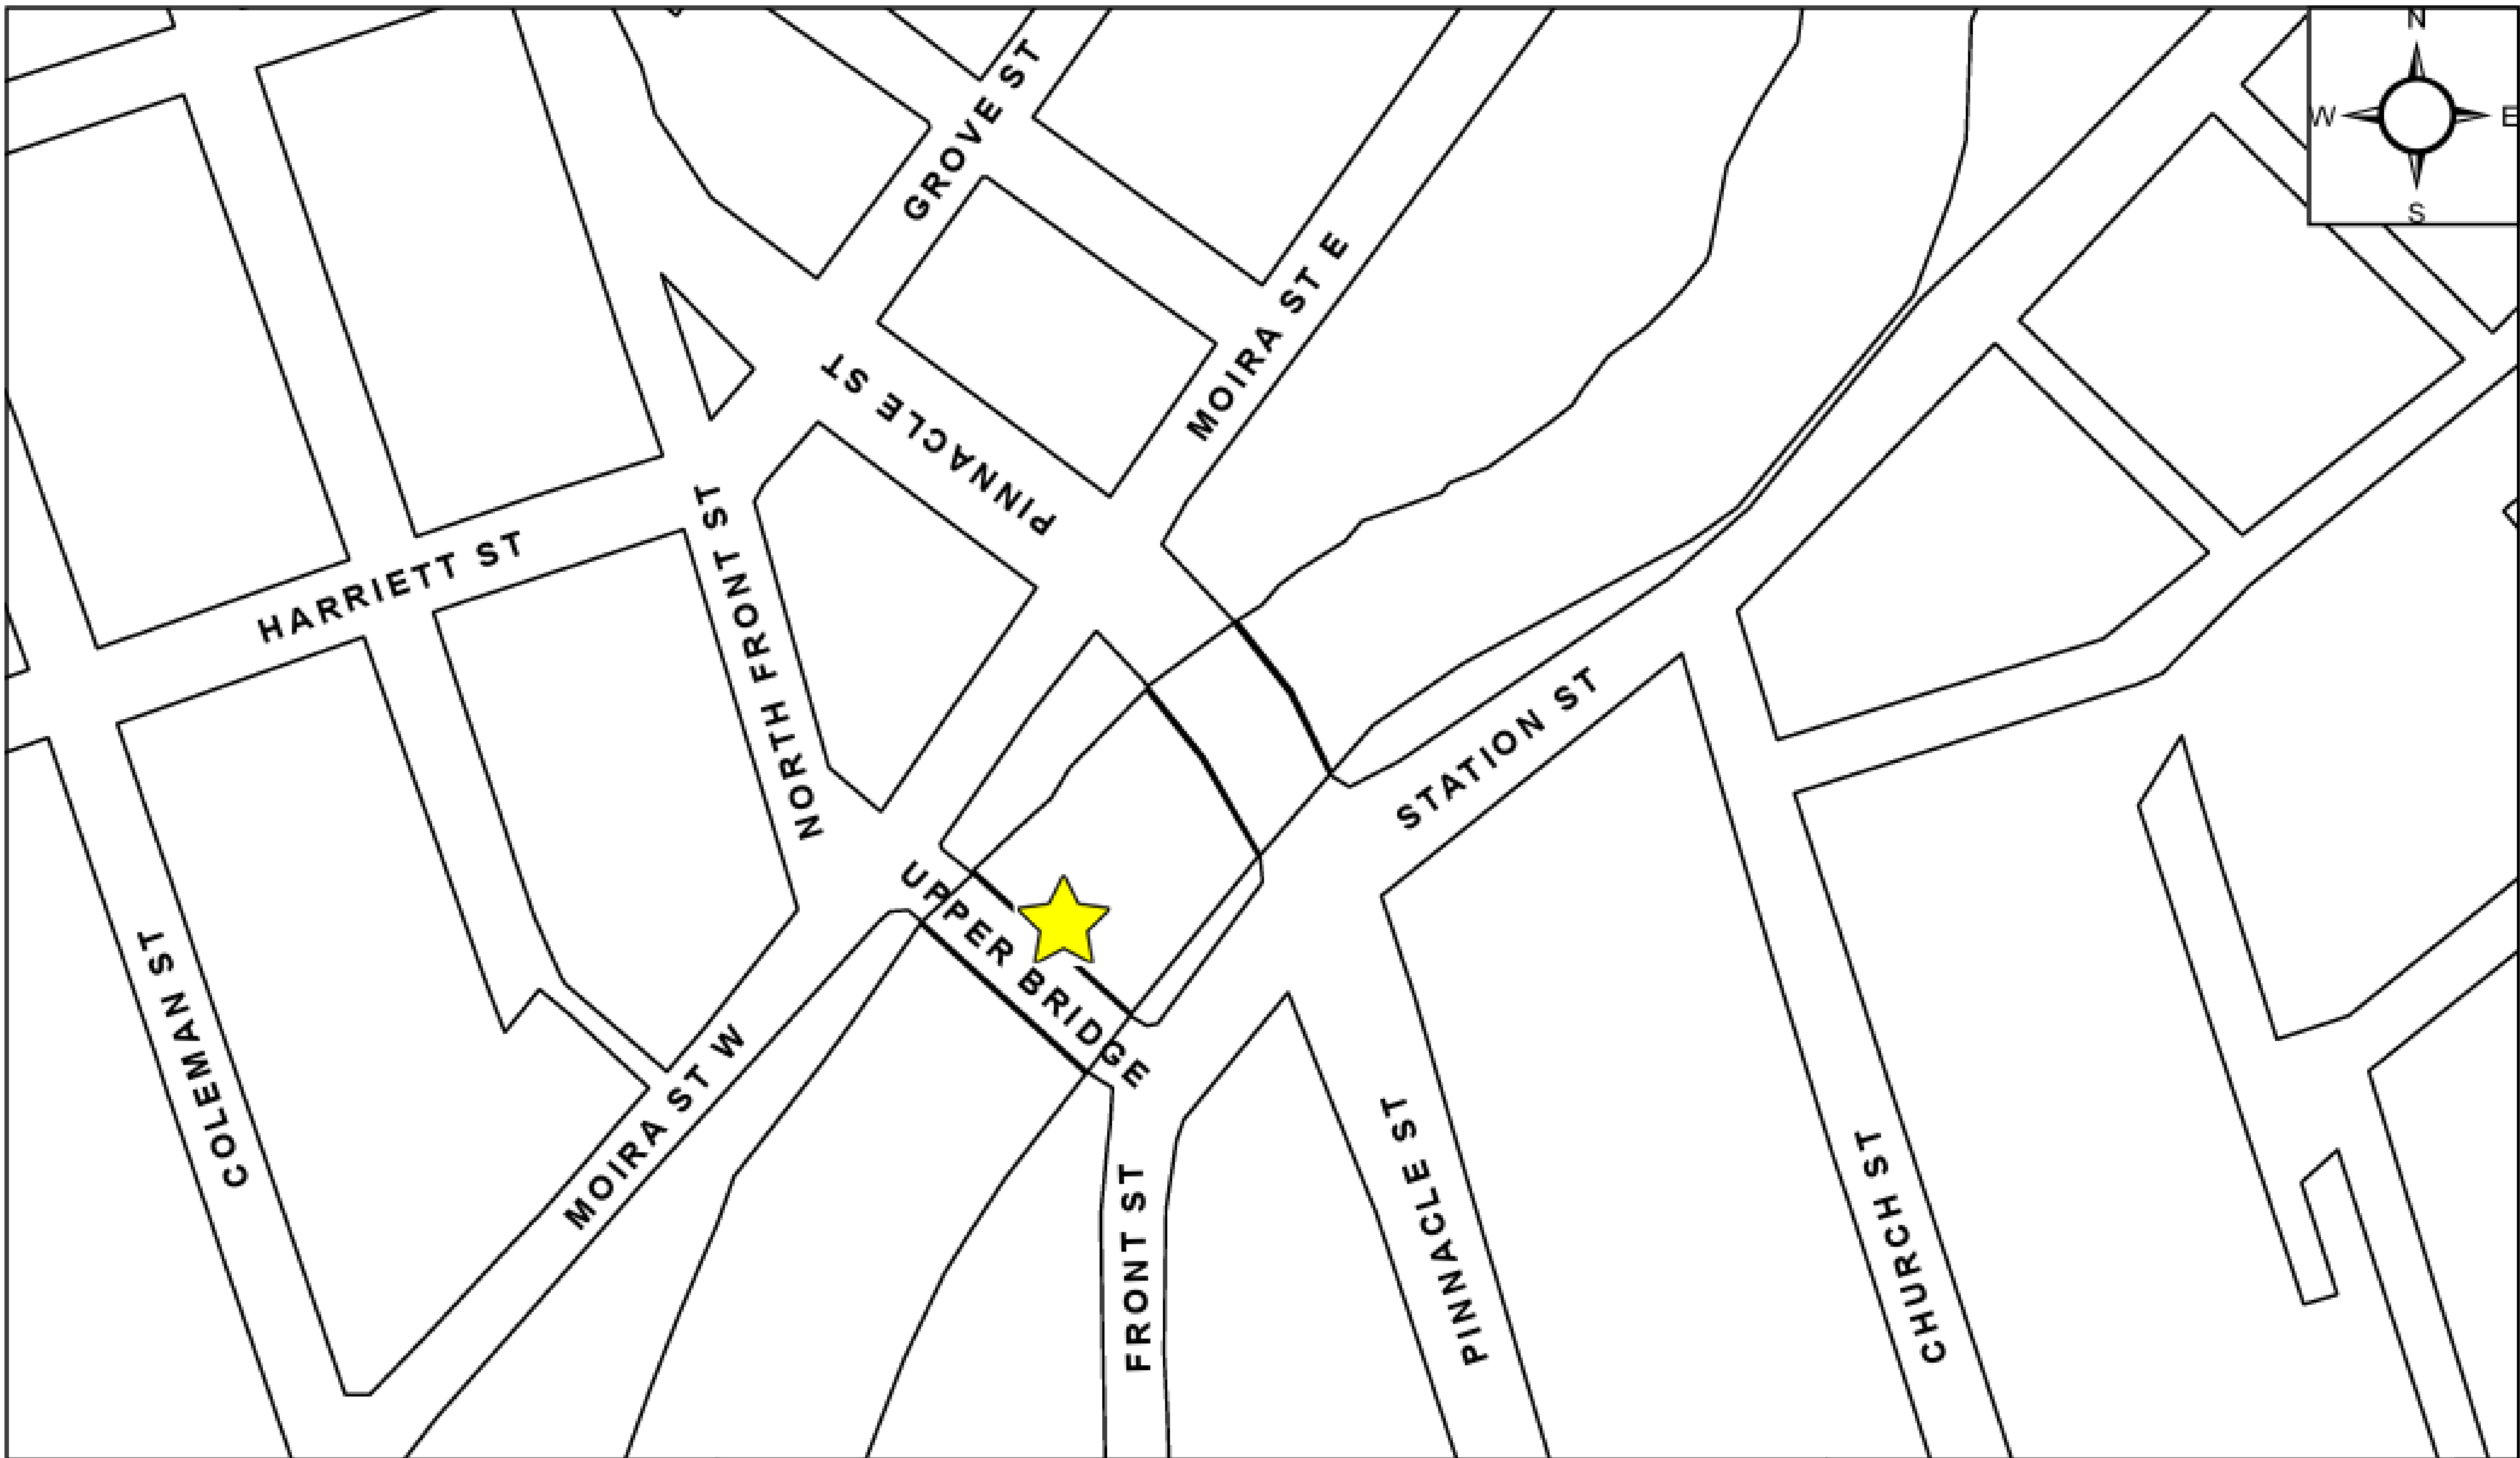 N
W
E
S
GROVE ST
MOIRA ST E
PINNACLE ST
HARRIETT ST
NORTH FRONT ST
STATION ST
UPPER BRIDGE
COLEMAN ST
MOIRA ST W
FRONT ST
PINNACLE ST
CHURCH ST